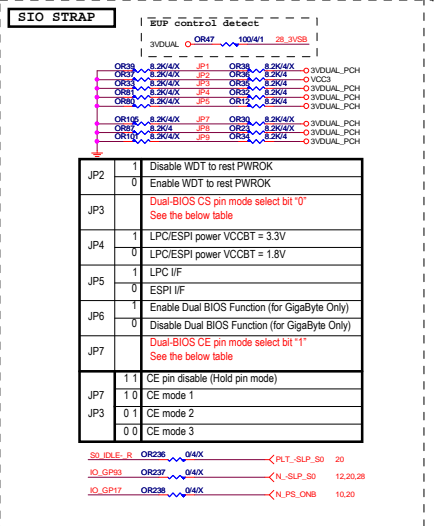 SIO STRAP
EUP control detect
3VDUAL OR47 100/4/1 28_3VSB
OR39 8.2K/4/X JP1 OR38 8.2K/4/X 3VDUAL_PCH
OR37 8.2K/4/X JP2 OR36 8.2K/4 VCC3
OR33 8.2K/4/X JP3 OR35 8.2K/4 3VDUAL_PCH
OR81 8.2K/4/X JP4 OR32 8.2K/4 3VDUAL_PCH
OR80 8.2K/4/X JP5 OR12 8.2K/4/X 3VDUAL_PCH
OR105 8.2K/4/X JP7 OR30 8.2K/4/X 3VDUAL_PCH
OR87 8.2K/4 JP8 OR23 8.2K/4/X 3VDUAL_PCH
OR101 8.2K/4/X JP9 OR34 8.2K/4 3VDUAL_PCH
JP2 1 Disable WDT to rest PWROK
0 Enable WDT to rest PWROK
JP3 Dual-BIOS CS pin mode select bit "0"
See the below table
JP4 1 LPC/ESPI power VCCBT = 3.3V
0 LPC/ESPI power VCCBT = 1.8V
JP5 1 LPC I/F
0 ESPI I/F
JP6 1 Enable Dual BIOS Function (for GigaByte Only)
0 Disable Dual BIOS Function (for GigaByte Only)
JP7 Dual-BIOS CE pin mode select bit "1"
See the below table
JP7 JP3 1 1 CE pin disable (Hold pin mode)
1 0 CE mode 1
0 1 CE mode 2
0 0 CE mode 3
S0_IDLE-_R OR236 0/4/X PLT_-SLP_S0 20
IO_GP93 OR237 0/4/X N_-SLP_S0 12,20,28
IO_GP17 OR238 0/4/X N_PS_ONB 10,20